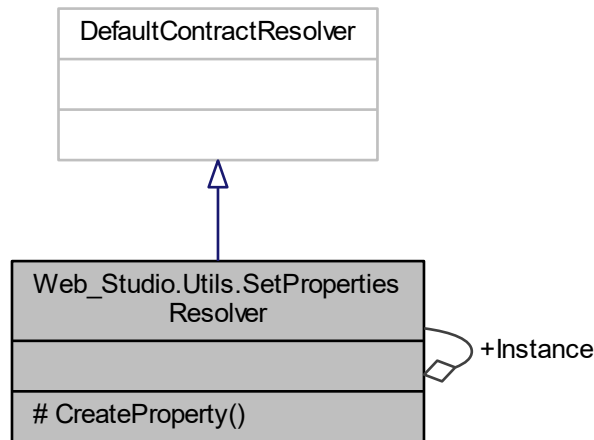 DefaultContractResolver
Web_Studio.Utils.SetProperties
Resolver
+Instance
# CreateProperty()